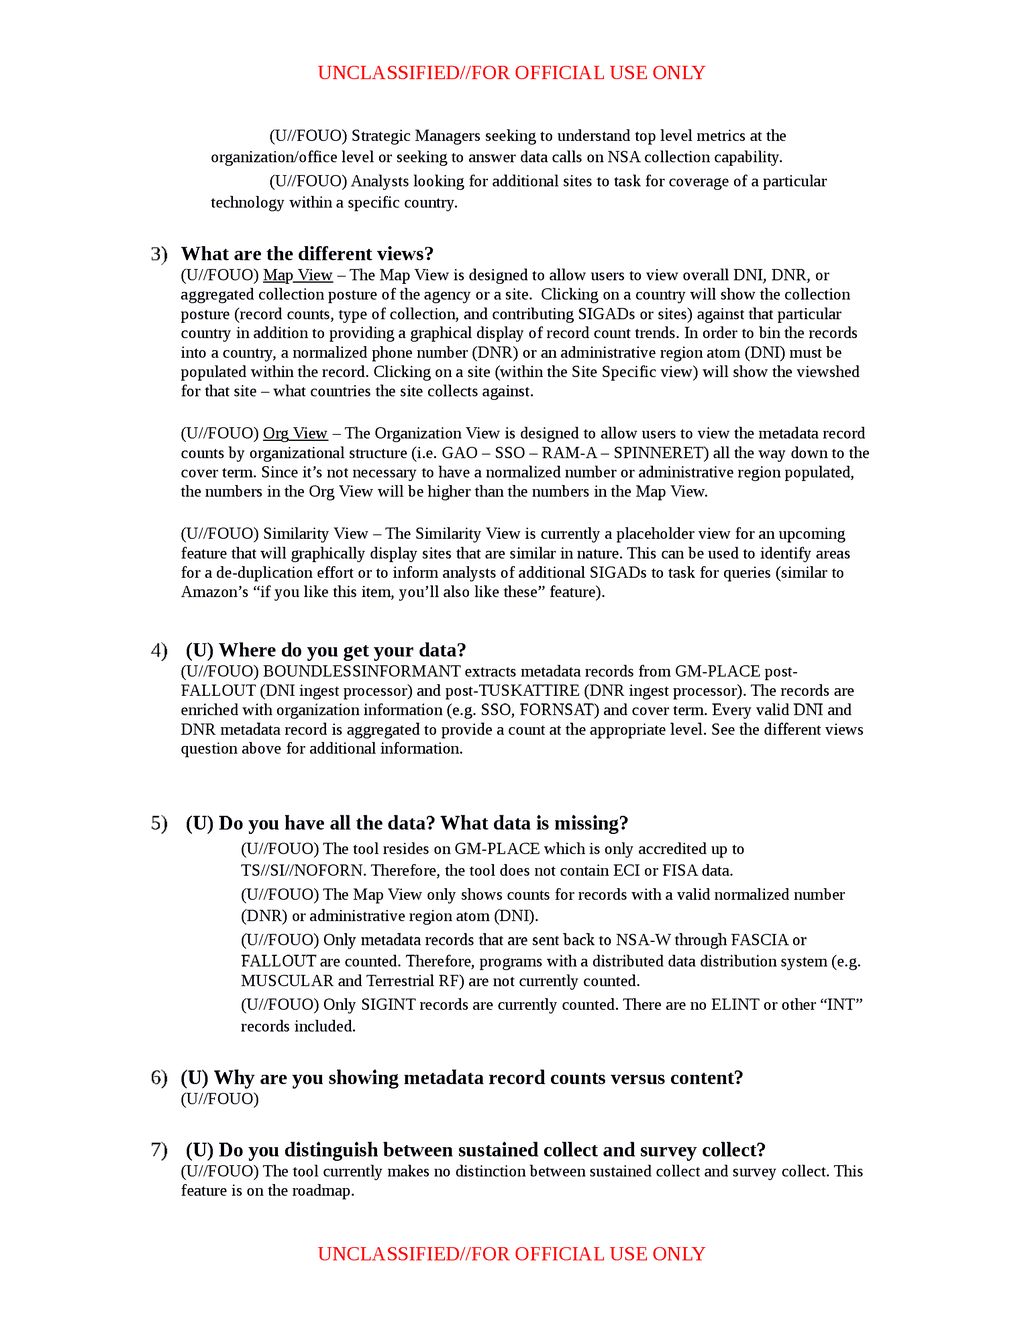 UNCLASSIFIED//FOR OFFICIAL USE ONLY
(U//FOUO) Strategic Managers seeking to understand top level metrics at the
organization/office level or seeking to answer data calls on NSA collection capability.
(U//FOUO) Analysts looking for additional sites to task for coverage of a particular
technology within a specific country.
3) What are the different views?
(U//FOUO) Map View – The Map View is designed to allow users to view overall DNI, DNR, or
aggregated collection posture of the agency or a site.  Clicking on a country will show the collection
posture (record counts, type of collection, and contributing SIGADs or sites) against that particular
country in addition to providing a graphical display of record count trends. In order to bin the records
into a country, a normalized phone number (DNR) or an administrative region atom (DNI) must be
populated within the record. Clicking on a site (within the Site Specific view) will show the viewshed
for that site – what countries the site collects against.
(U//FOUO) Org View – The Organization View is designed to allow users to view the metadata record
counts by organizational structure (i.e. GAO – SSO – RAM-A – SPINNERET) all the way down to the
cover term. Since it’s not necessary to have a normalized number or administrative region populated,
the numbers in the Org View will be higher than the numbers in the Map View.
(U//FOUO) Similarity View – The Similarity View is currently a placeholder view for an upcoming
feature that will graphically display sites that are similar in nature. This can be used to identify areas
for a de-duplication effort or to inform analysts of additional SIGADs to task for queries (similar to
Amazon’s “if you like this item, you’ll also like these” feature).
4) (U) Where do you get your data?
(U//FOUO) BOUNDLESSINFORMANT extracts metadata records from GM-PLACE post-
FALLOUT (DNI ingest processor) and post-TUSKATTIRE (DNR ingest processor). The records are
enriched with organization information (e.g. SSO, FORNSAT) and cover term. Every valid DNI and
DNR metadata record is aggregated to provide a count at the appropriate level. See the different views
question above for additional information.
5) (U) Do you have all the data? What data is missing?
(U//FOUO) The tool resides on GM-PLACE which is only accredited up to
TS//SI//NOFORN. Therefore, the tool does not contain ECI or FISA data.
(U//FOUO) The Map View only shows counts for records with a valid normalized number
(DNR) or administrative region atom (DNI).
(U//FOUO) Only metadata records that are sent back to NSA-W through FASCIA or
FALLOUT are counted. Therefore, programs with a distributed data distribution system (e.g.
MUSCULAR and Terrestrial RF) are not currently counted.
(U//FOUO) Only SIGINT records are currently counted. There are no ELINT or other “INT”
records included.
6) (U) Why are you showing metadata record counts versus content?
(U//FOUO)
7) (U) Do you distinguish between sustained collect and survey collect?
(U//FOUO) The tool currently makes no distinction between sustained collect and survey collect. This
feature is on the roadmap.
UNCLASSIFIED//FOR OFFICIAL USE ONLY